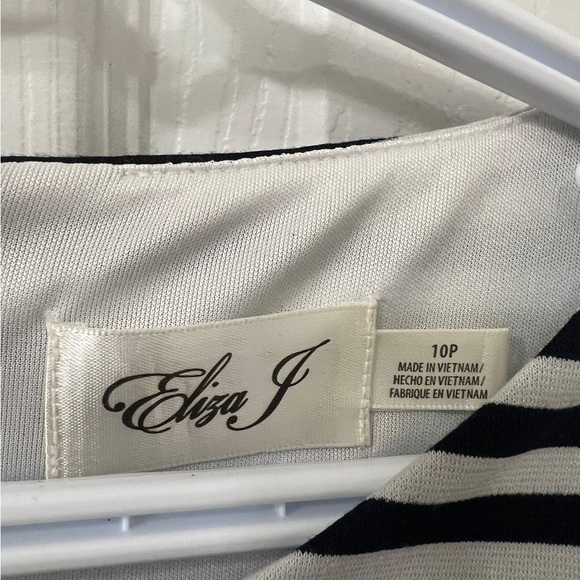 Eliza J
10P
MADE IN VIETNAM/
HECHO EN VIETNAM/
FABRIQUE EN VIETNAM